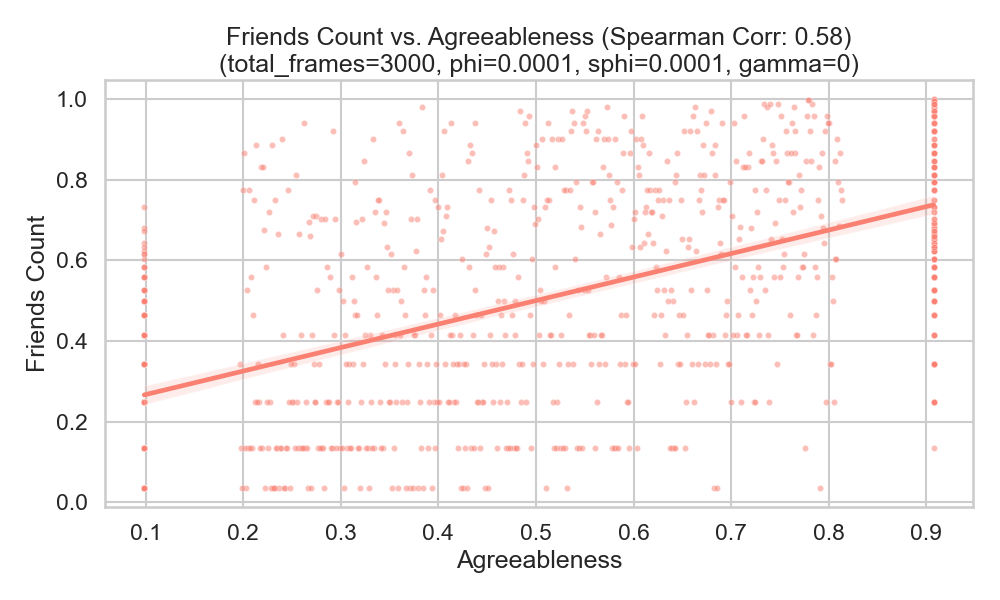 Friends Count vs. Agreeableness (Spearman Corr: 0.58)
(total_frames=3000, phi=0.0001, sphi=0.0001, gamma=0)
1.0
0.8
0.6
0.4
0.2
0.0
Friends Count
0.1 0.2 0.3 0.4 0.5 0.6 0.7 0.8 0.9
Agreeableness